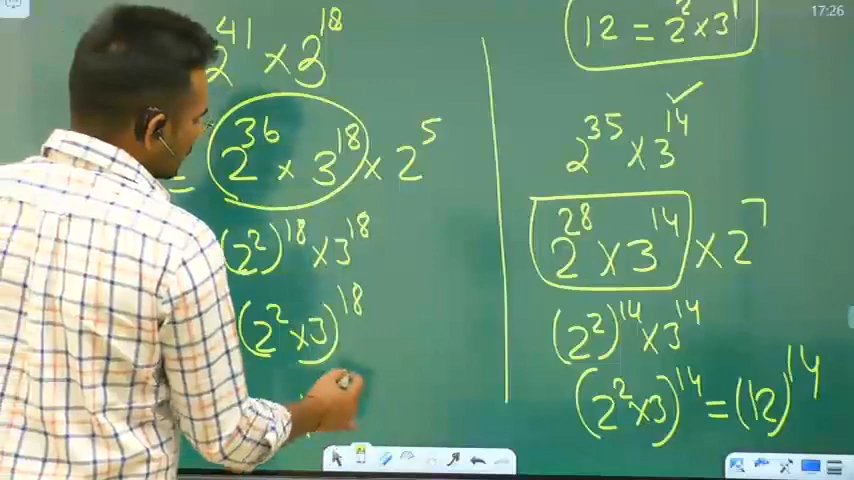 17:26
2^41 × 3^18
= 2^36 × 3^18 × 2^5
(2^2)^18 × 3^18
(2^2 × 3)^18
12 = 2^2 × 3^1
2^35 × 3^14 ✓
2^28 × 3^14 × 2^7
(2^2)^14 × 3^14
(2^2 × 3)^14 = (12)^14